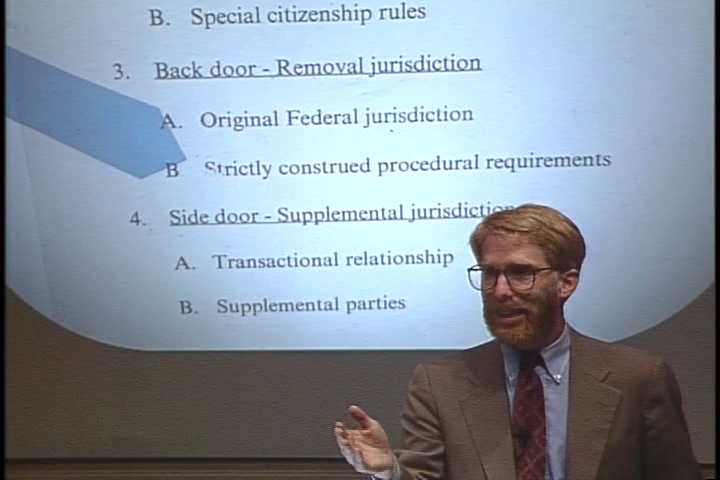 B. Special citizenship rules
3. Back door - Removal jurisdiction
A. Original Federal jurisdiction
B Strictly construed procedural requirements
4. Side door - Supplemental jurisdiction
A. Transactional relationship
B. Supplemental parties